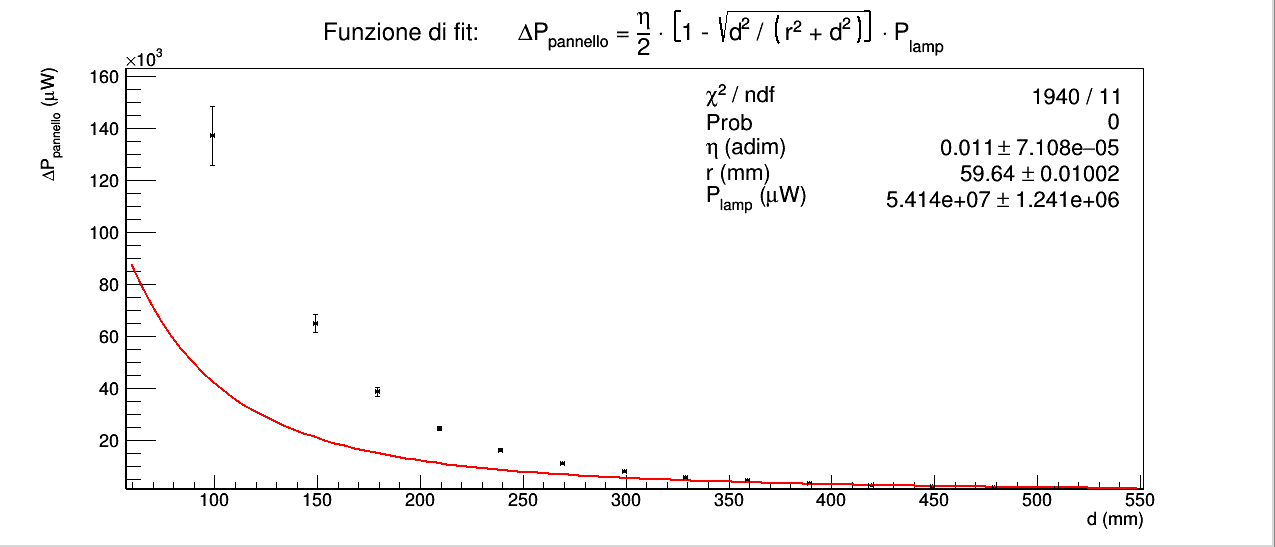 Funzione di fit: ΔP_pannello = η/2 · [1 - √d² / (r² + d²)] · P_lamp
×10³
ΔP_pannello (μW)
160
140
120
100
80
60
40
20
χ² / ndf 1940 / 11
Prob 0
η (adim) 0.011 ± 7.108e−05
r (mm) 59.64 ± 0.01002
P_lamp (μW) 5.414e+07 ± 1.241e+06
100 150 200 250 300 350 400 450 500 550
d (mm)